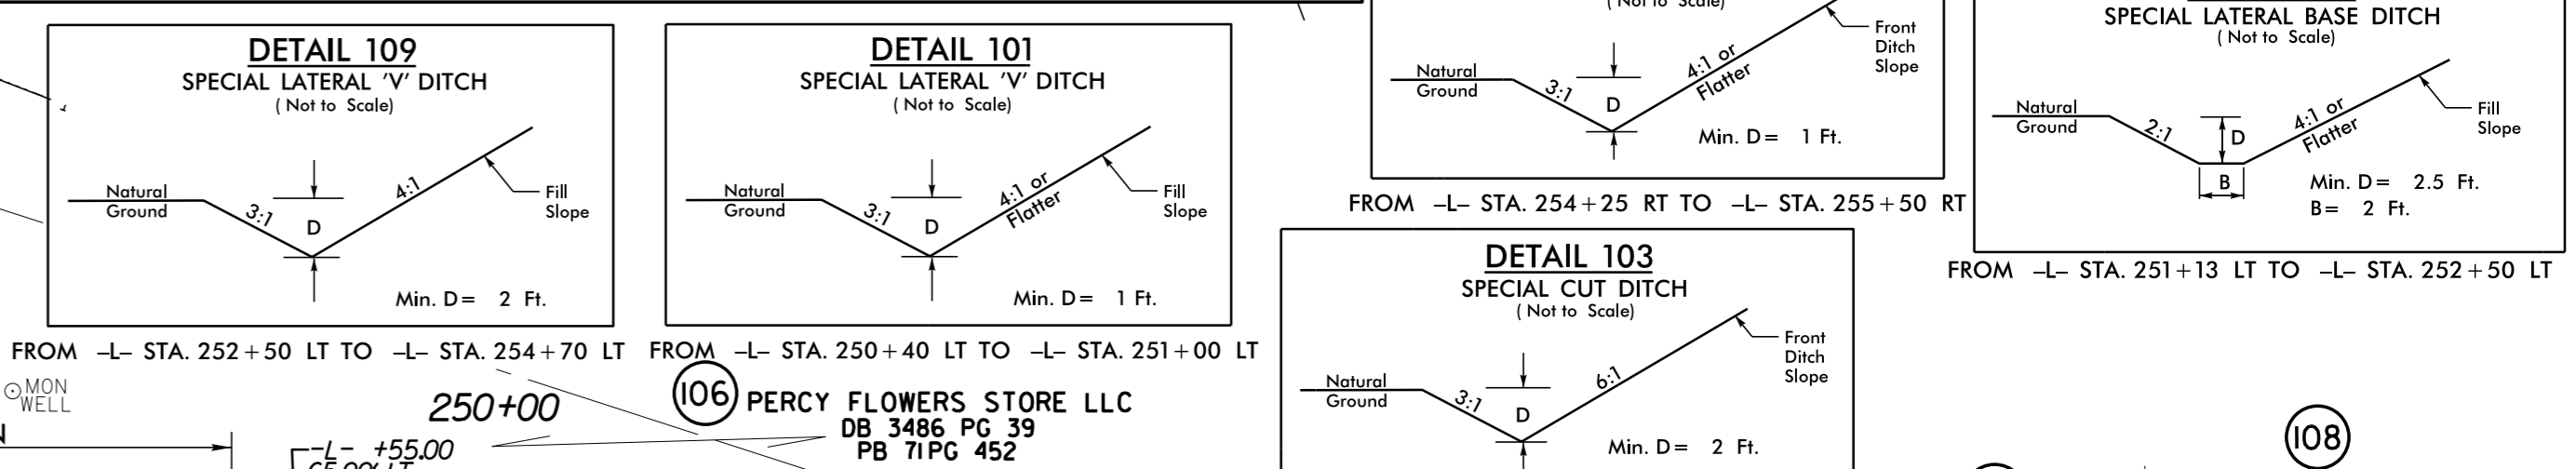 DETAIL 109
SPECIAL LATERAL 'V' DITCH
( Not to Scale)
Natural
Ground
3:1
D
4:1
Fill
Slope
Min. D= 2 Ft.
FROM -L- STA. 252+50 LT TO -L- STA. 254+70 LT
DETAIL 101
SPECIAL LATERAL 'V' DITCH
( Not to Scale)
Natural
Ground
3:1
D
4:1 or
Flatter
Fill
Slope
Min. D= 1 Ft.
FROM -L- STA. 250+40 LT TO -L- STA. 251+00 LT
( Not to Scale)
Natural
Ground
3:1
D
4:1 or
Flatter
Front
Ditch
Slope
Min. D= 1 Ft.
FROM -L- STA. 254+25 RT TO -L- STA. 255+50 RT
SPECIAL LATERAL BASE DITCH
( Not to Scale)
Natural
Ground
2:1
D
B
4:1 or
Flatter
Fill
Slope
Min. D= 2.5 Ft.
B= 2 Ft.
FROM -L- STA. 251+13 LT TO -L- STA. 252+50 LT
DETAIL 103
SPECIAL CUT DITCH
( Not to Scale)
Natural
Ground
3:1
D
6:1
Front
Ditch
Slope
Min. D= 2 Ft.
MON
WELL
250+00
-L- +55.00
106
PERCY FLOWERS STORE LLC
DB 3486 PG 39
PB 71 PG 452
108